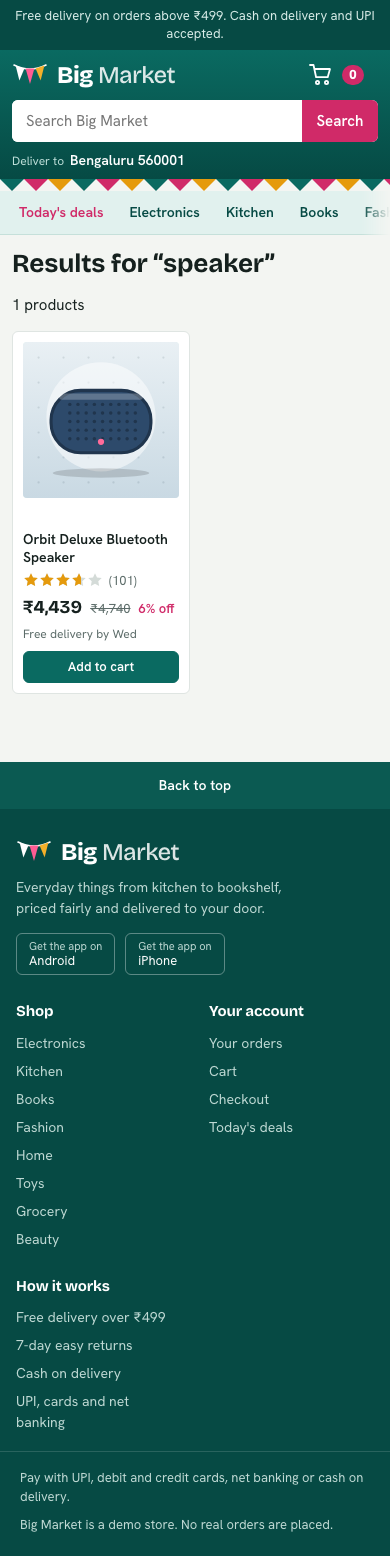 Free delivery on orders above ₹499. Cash on delivery and UPI
accepted.
Big Market
0
Search Big Market
Search
Deliver to Bengaluru 560001
Today's deals Electronics Kitchen Books Fas
Results for “speaker”
1 products
Orbit Deluxe Bluetooth
Speaker
(101)
₹4,439 ₹4,740 6% off
Free delivery by Wed
Add to cart
Back to top
Big Market
Everyday things from kitchen to bookshelf,
priced fairly and delivered to your door.
Get the app on
Android
Get the app on
iPhone
Shop
Electronics
Kitchen
Books
Fashion
Home
Toys
Grocery
Beauty
Your account
Your orders
Cart
Checkout
Today's deals
How it works
Free delivery over ₹499
7-day easy returns
Cash on delivery
UPI, cards and net
banking
Pay with UPI, debit and credit cards, net banking or cash on
delivery.
Big Market is a demo store. No real orders are placed.